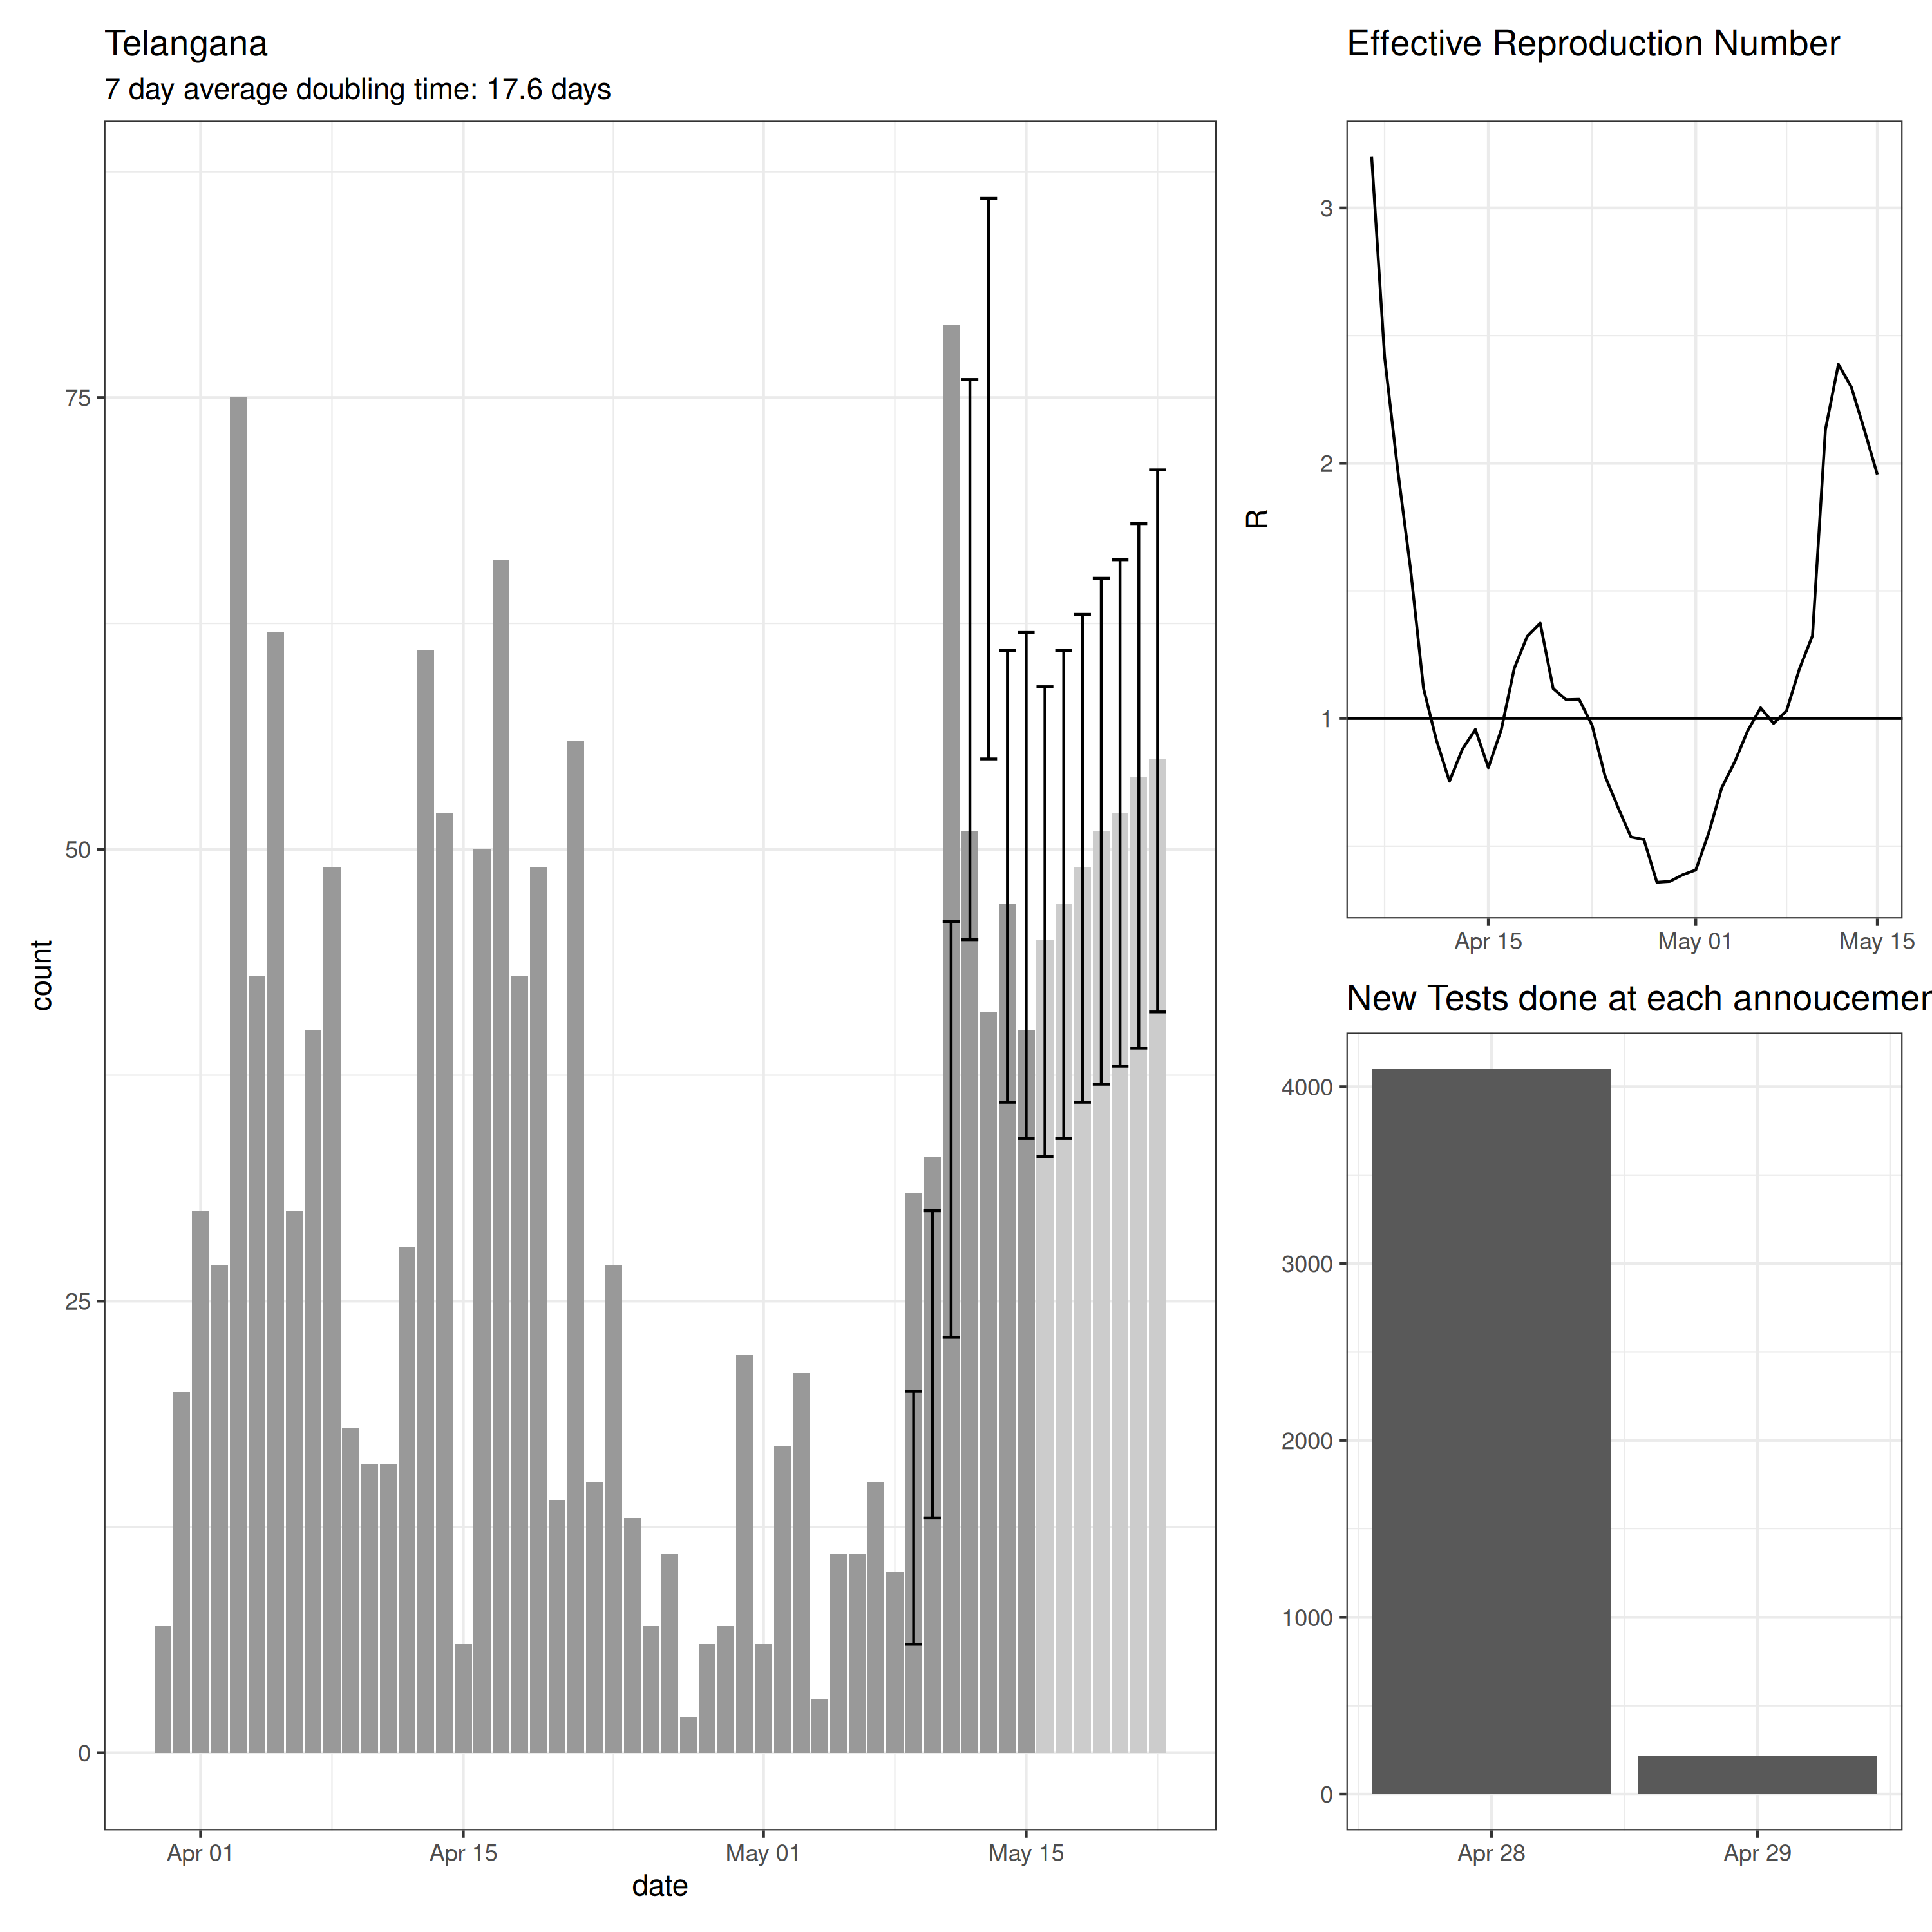 Telangana
7 day average doubling time: 17.6 days
75
50
25
0
count
Apr 01
Apr 15
May 01
May 15
date
Effective Reproduction Number
3
2
1
R
Apr 15
May 01
May 15
New Tests done at each annoucemen
4000
3000
2000
1000
0
Apr 28
Apr 29